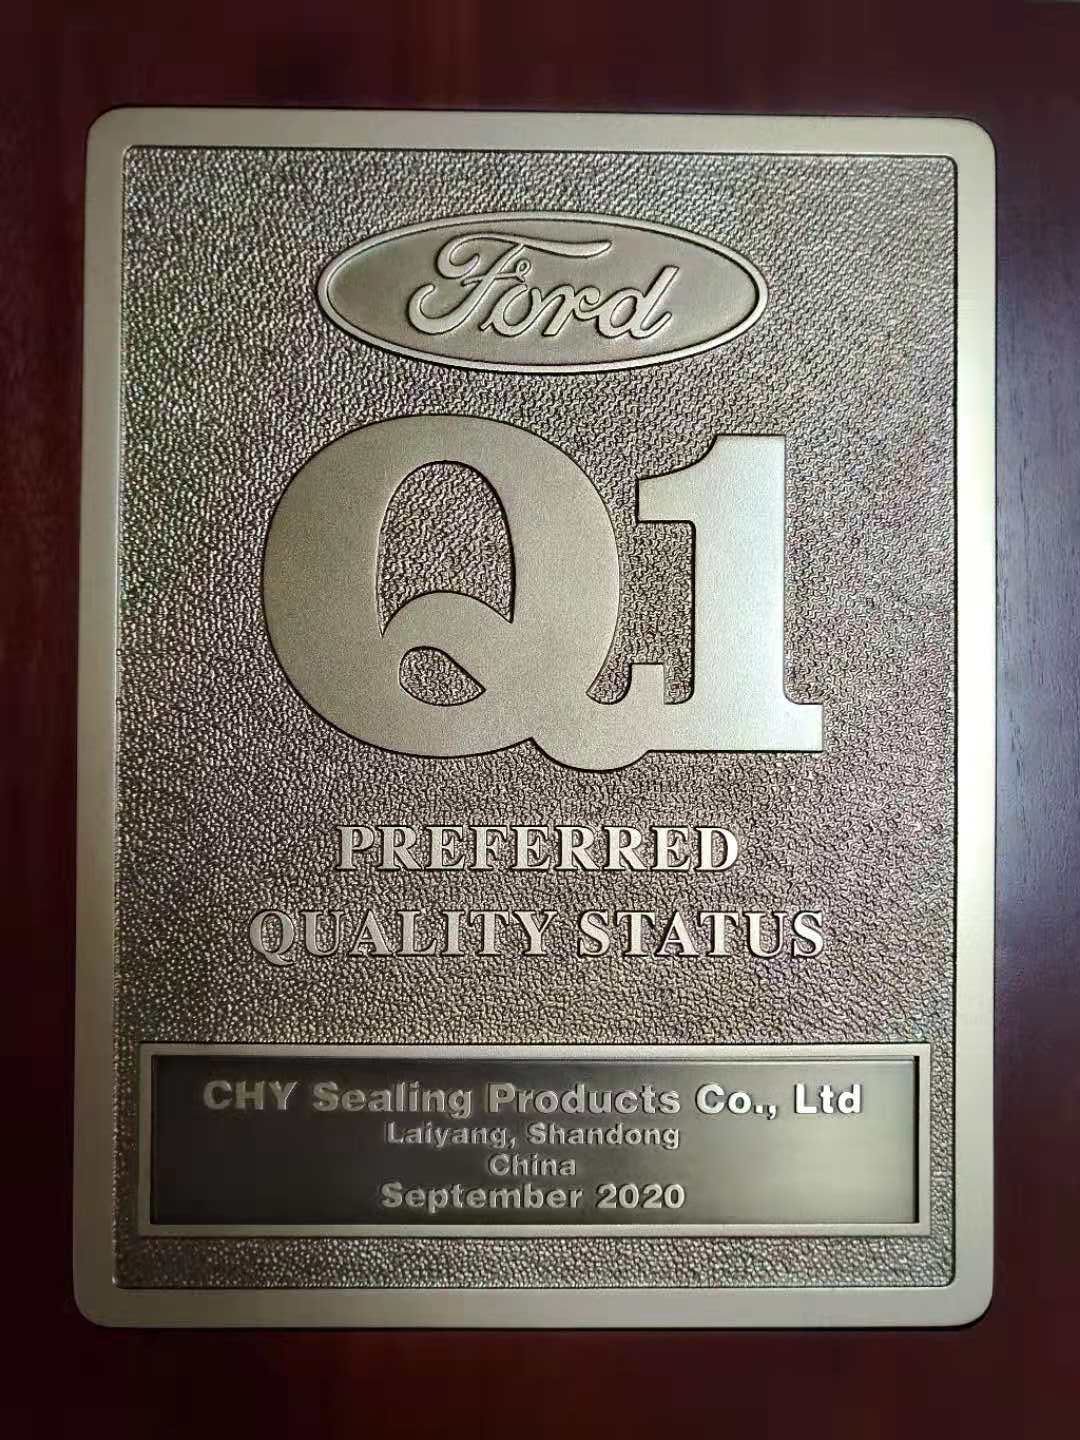 Ford
Q1
PREFERRED
QUALITY STATUS
CHY Sealing Products Co., Ltd
Laiyang, Shandong
China
September 2020